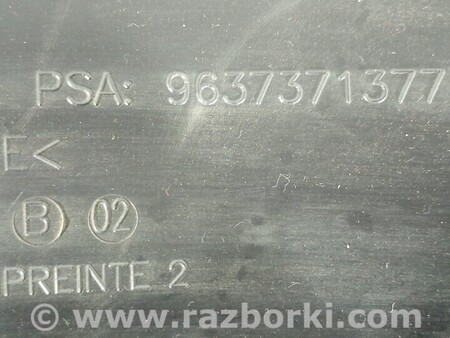 PSA: 9637371377
E<
B 02
PREINTE 2
© www.razborki.com